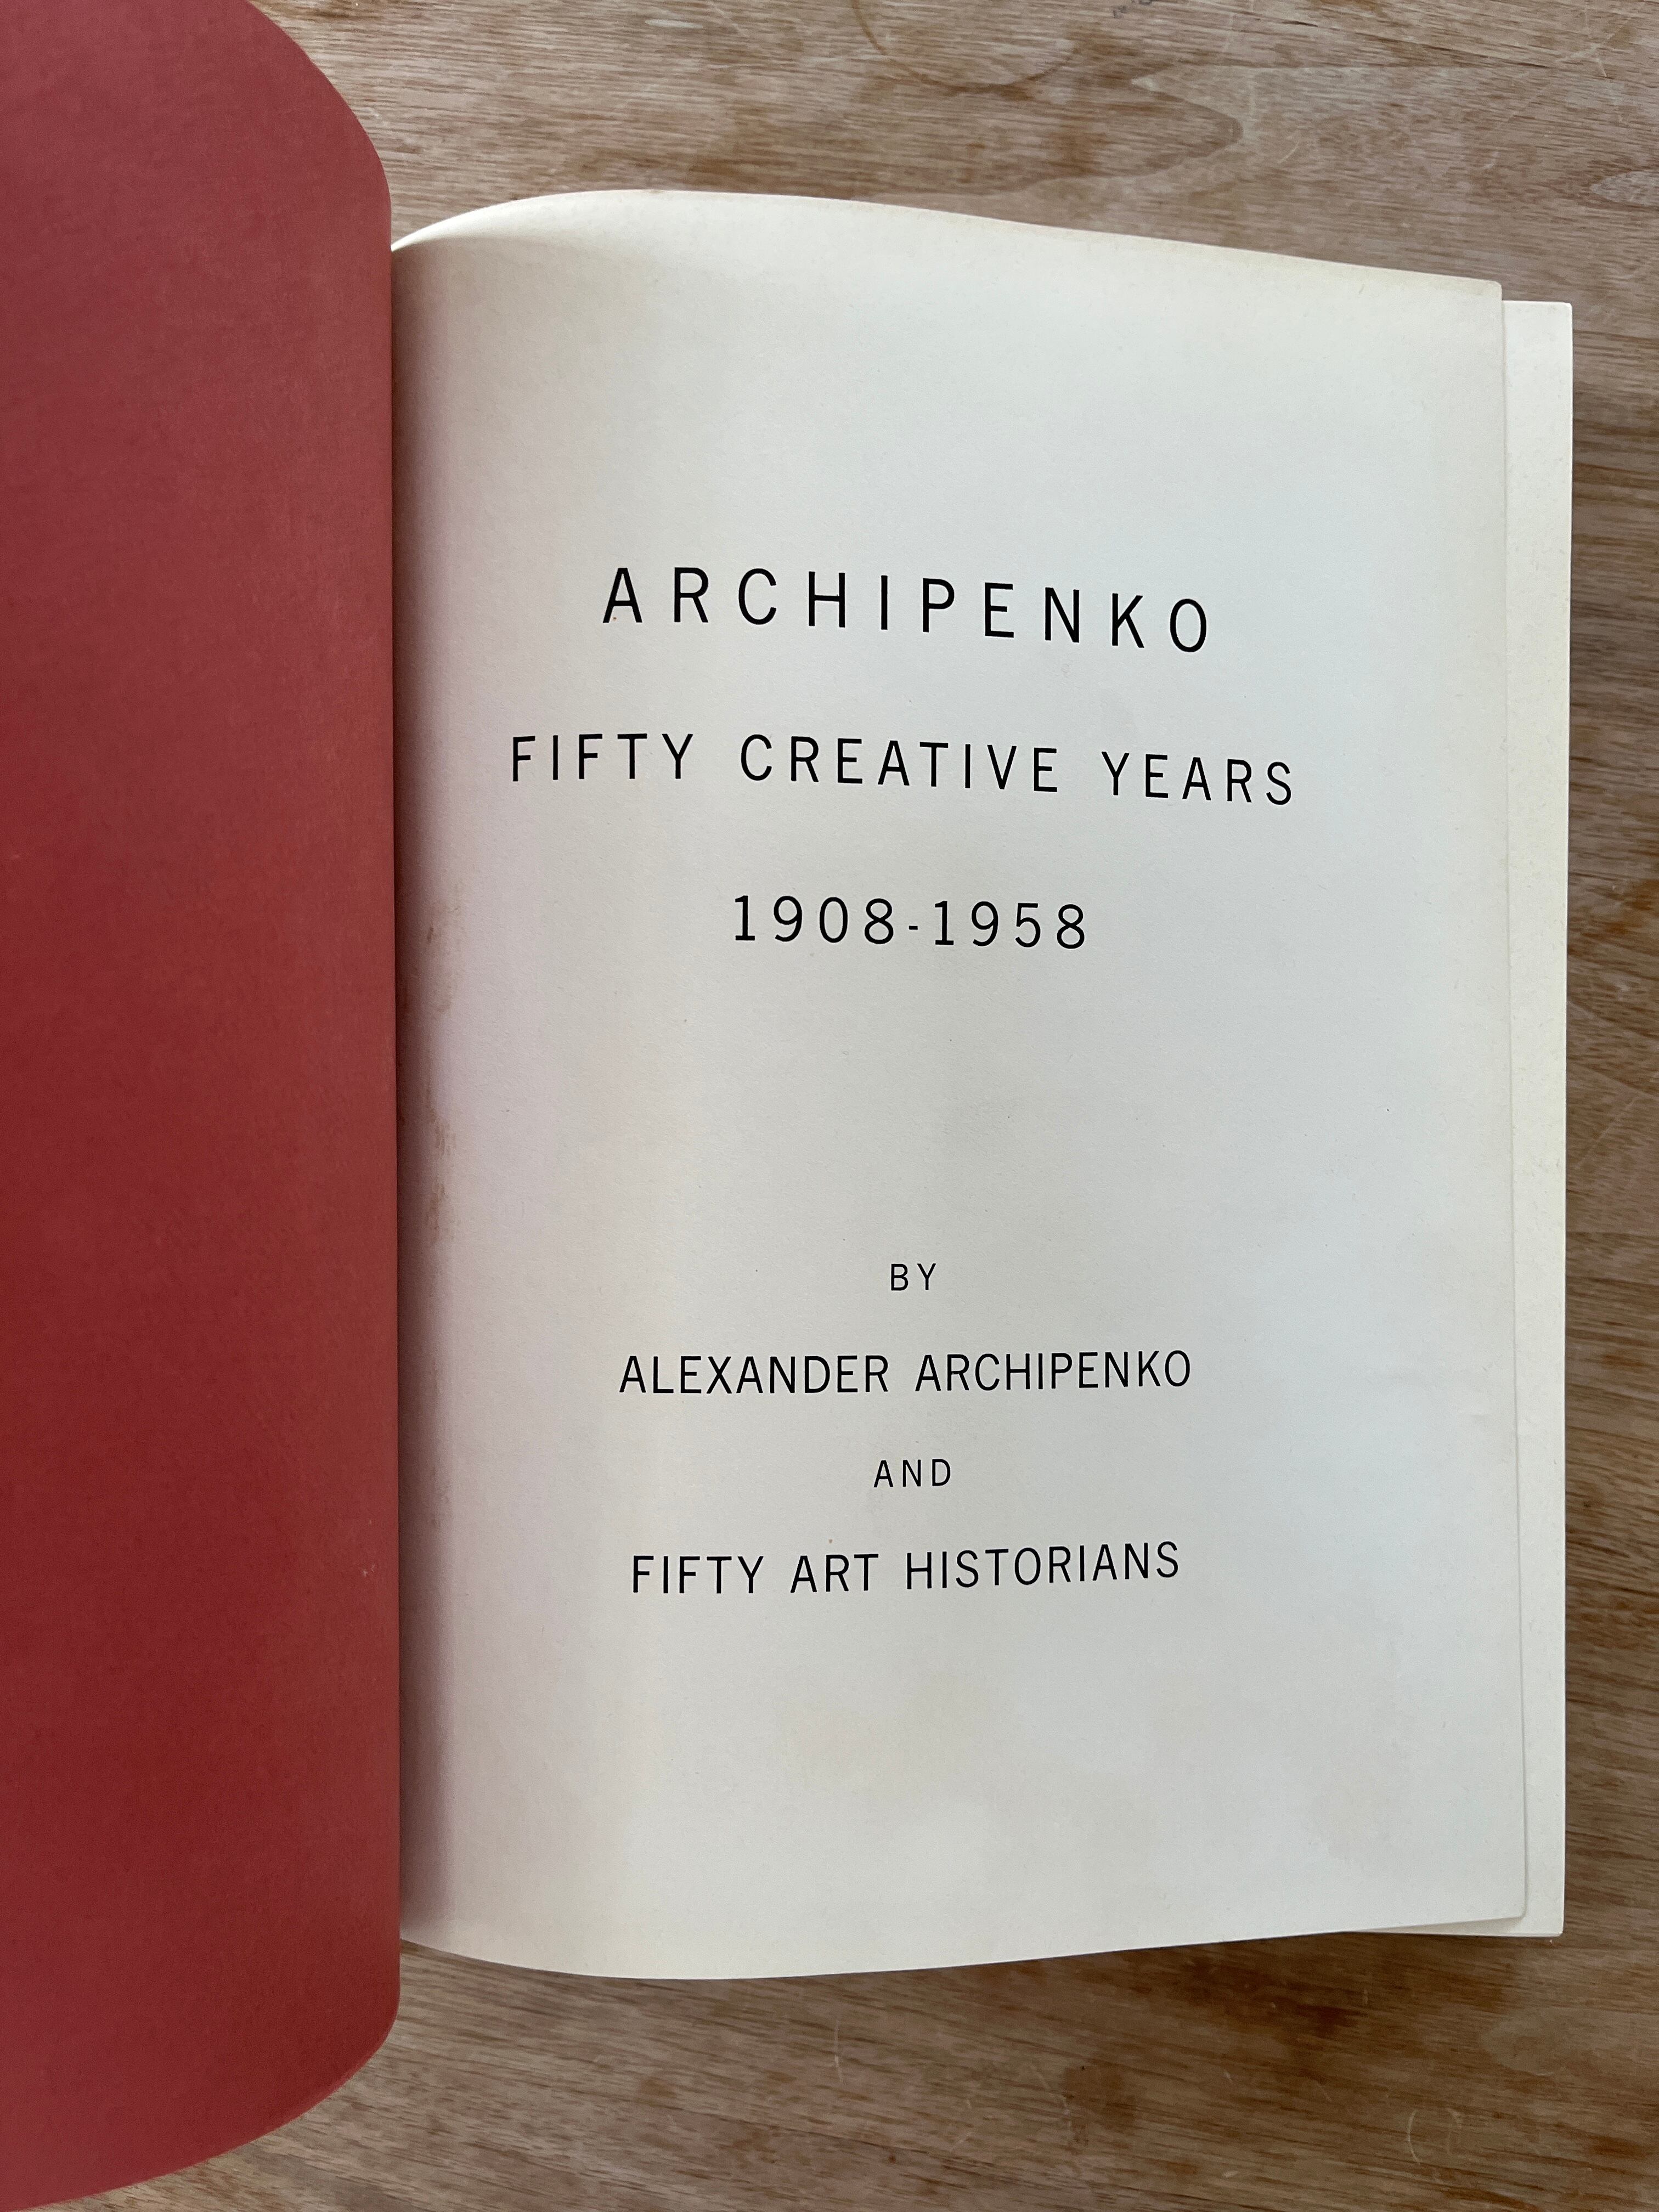 ARCHIPENKO
FIFTY CREATIVE YEARS
1908-1958
BY
ALEXANDER ARCHIPENKO
AND
FIFTY ART HISTORIANS